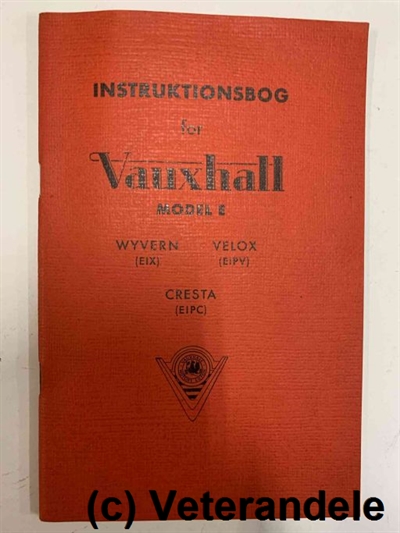 INSTRUKTIONSBOG
for
Vauxhall
MODEL E
WYVERN VELOX
(EIX) (EIPV)
CRESTA
(EIPC)
(c) Veterandele